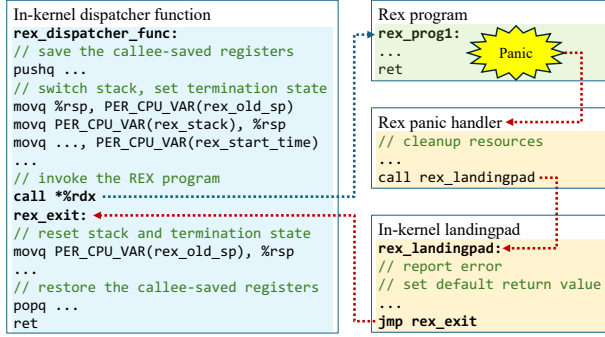 In-kernel dispatcher function
rex_dispatcher_func:
// save the callee-saved registers
pushq ...
// switch stack, set termination state
movq %rsp, PER_CPU_VAR(rex_old_sp)
movq PER_CPU_VAR(rex_stack), %rsp
movq ..., PER_CPU_VAR(rex_start_time)
...
// invoke the REX program
call *%rdx
rex_exit:
// reset stack and termination state
movq PER_CPU_VAR(rex_old_sp), %rsp
...
// restore the callee-saved registers
popq ...
ret
Rex program
rex_prog1:
...
ret
Panic
Rex panic handler
// cleanup resources
...
call rex_landingpad
In-kernel landingpad
rex_landingpad:
// report error
// set default return value
...
jmp rex_exit